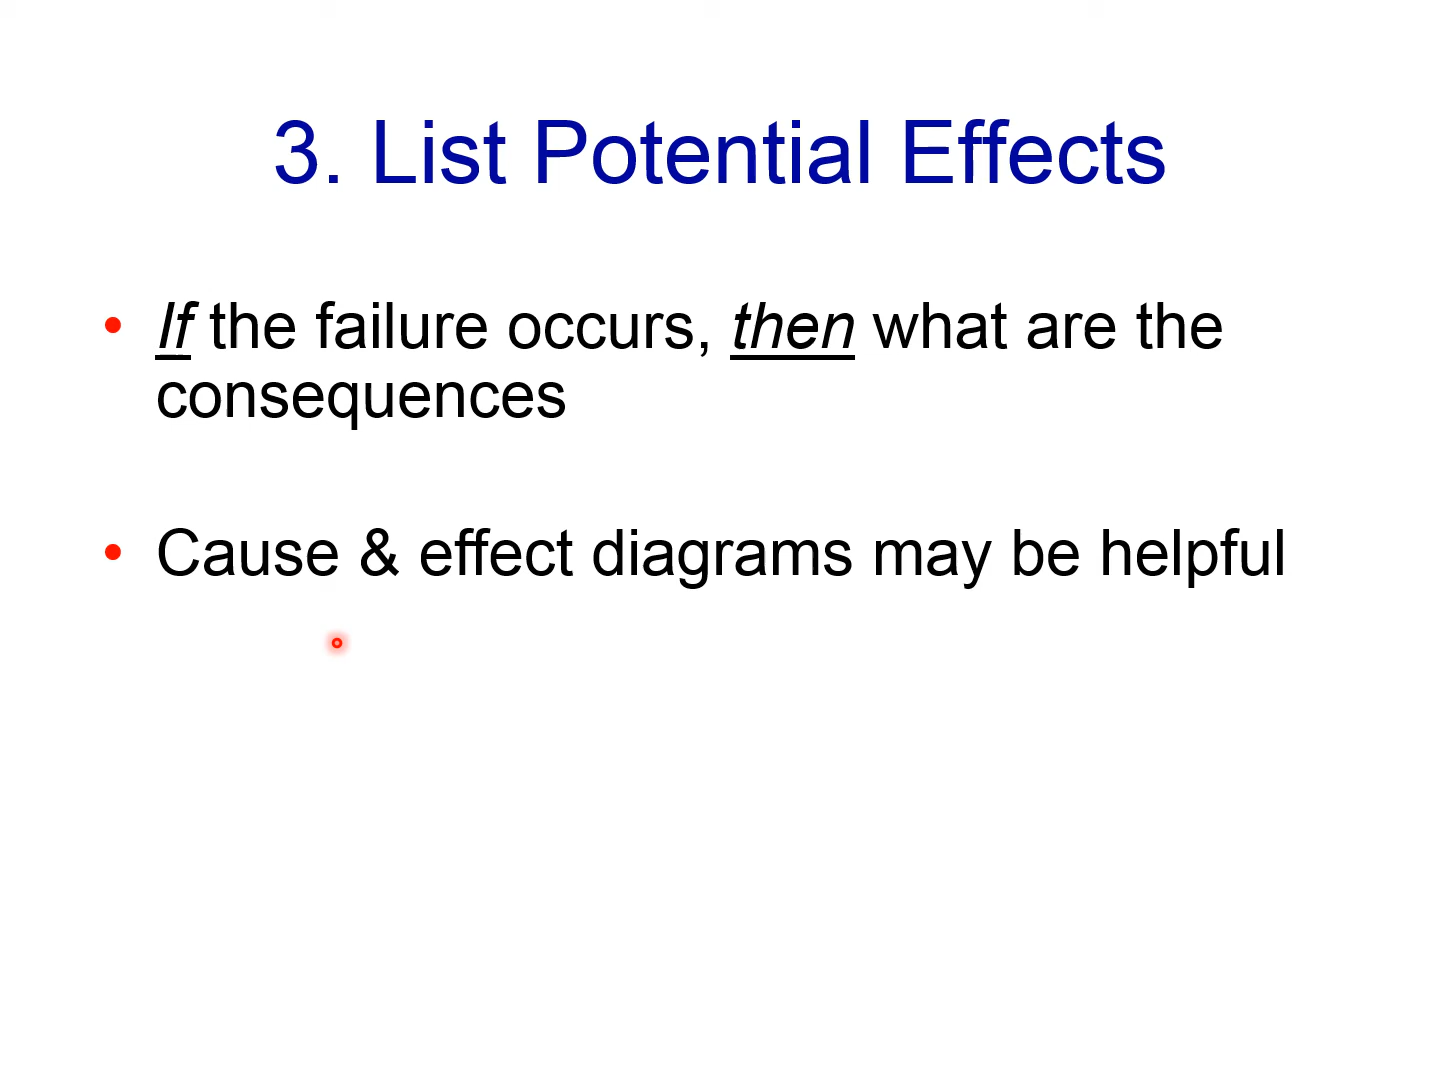 3. List Potential Effects
• If the failure occurs, then what are the
consequences
• Cause & effect diagrams may be helpful